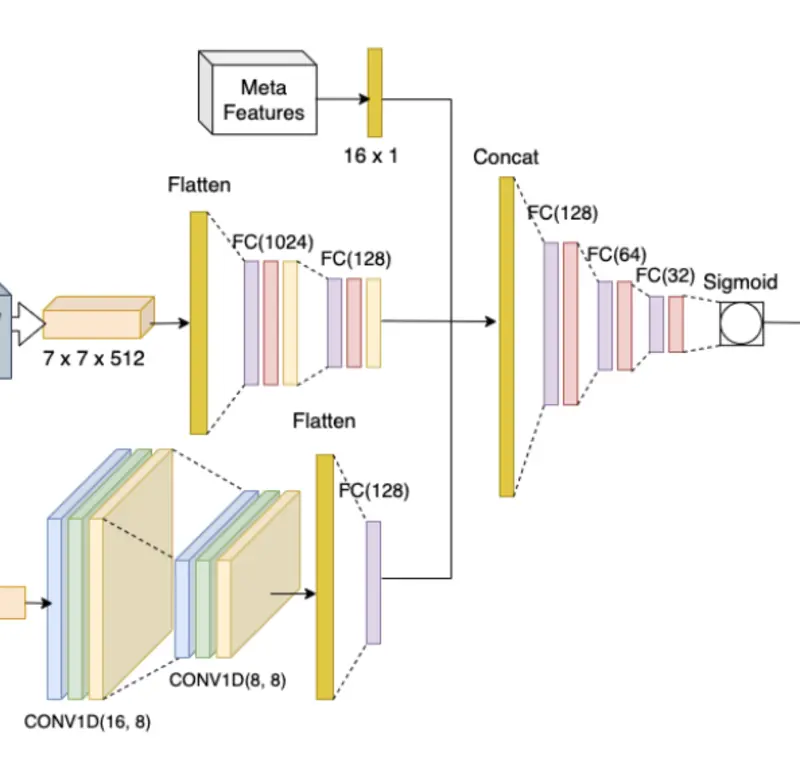 Meta
Features
16 x 1
Concat
Flatten
FC(128)
FC(1024)
FC(128)
FC(64)
FC(32)
Sigmoid
7 x 7 x 512
Flatten
FC(128)
CONV1D(8, 8)
CONV1D(16, 8)